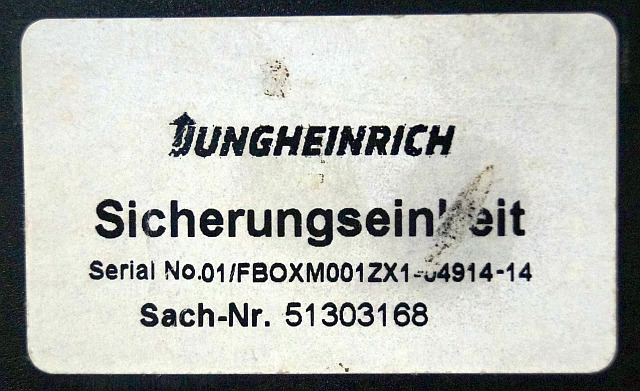 JUNGHEINRICH
Sicherungseinheit
Serial No.01/FBOXM001ZX1-04914-14
Sach-Nr. 51303168